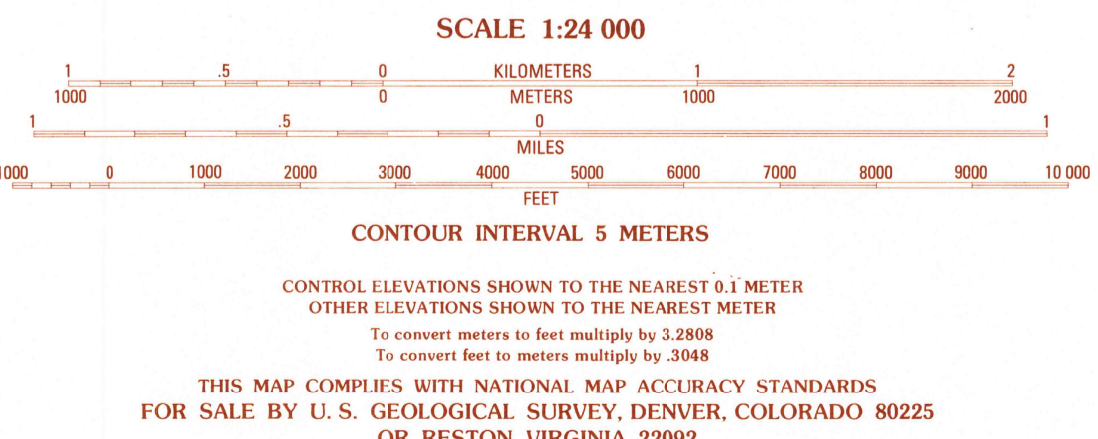 SCALE 1:24 000
1 .5 0 KILOMETERS 1 2
1000 0 METERS 1000 2000
1 .5 0 1
MILES
1000 0 1000 2000 3000 4000 5000 6000 7000 8000 9000 10 000
FEET
CONTOUR INTERVAL 5 METERS
CONTROL ELEVATIONS SHOWN TO THE NEAREST 0.1 METER
OTHER ELEVATIONS SHOWN TO THE NEAREST METER
To convert meters to feet multiply by 3.2808
To convert feet to meters multiply by .3048
THIS MAP COMPLIES WITH NATIONAL MAP ACCURACY STANDARDS
FOR SALE BY U. S. GEOLOGICAL SURVEY, DENVER, COLORADO 80225
OR RESTON, VIRGINIA 22092